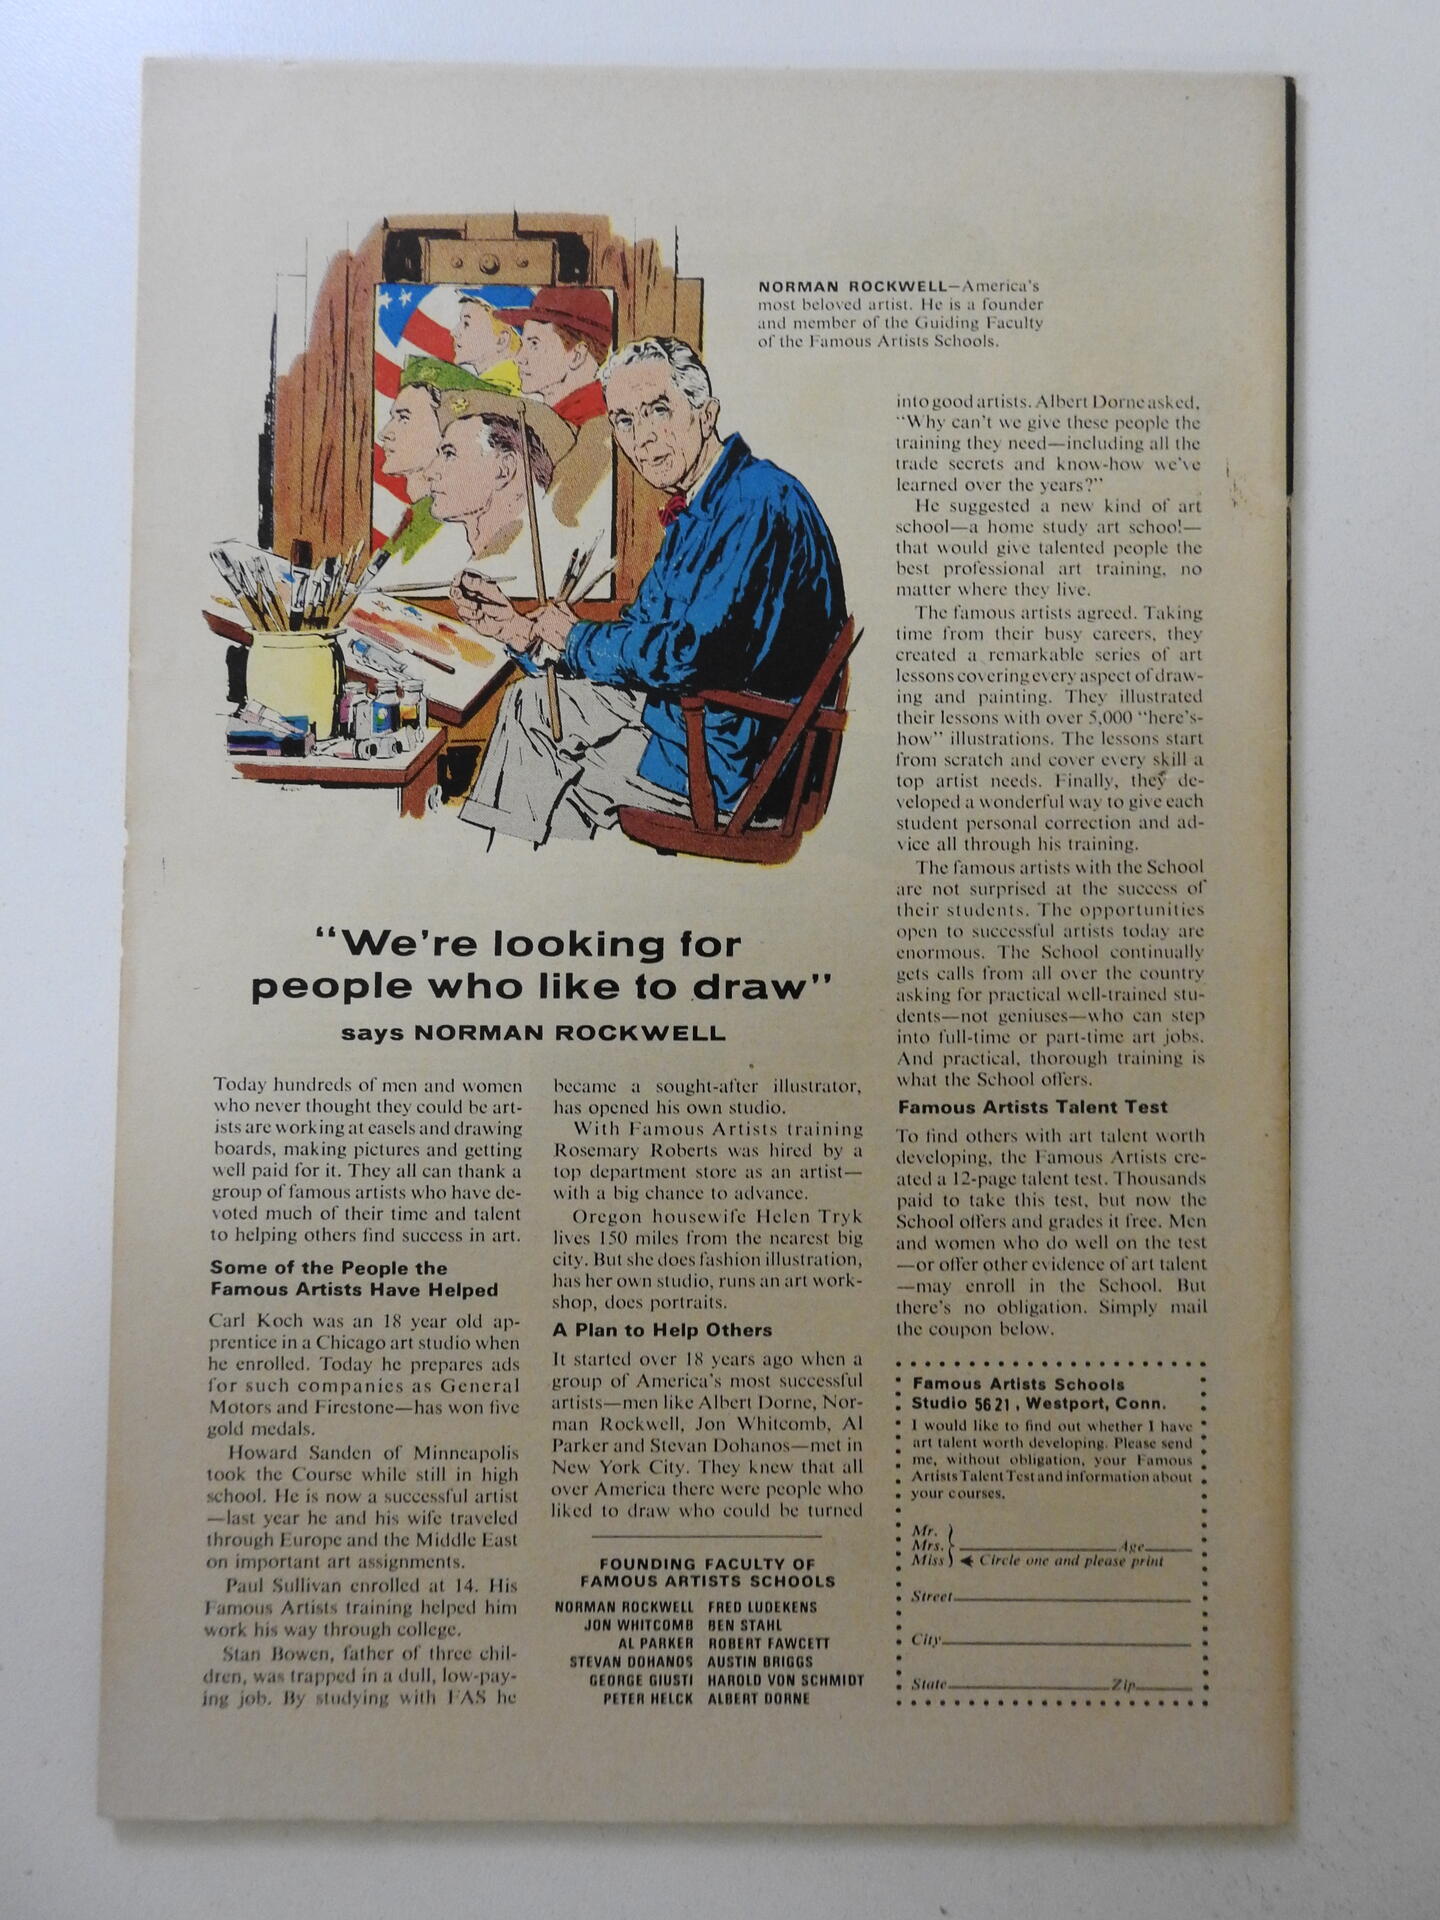 NORMAN ROCKWELL—America's
most beloved artist. He is a founder
and member of the Guiding Faculty
of the Famous Artists Schools.
"We're looking for
people who like to draw"
says NORMAN ROCKWELL
Today hundreds of men and women
who never thought they could be art-
ists are working at easels and drawing
boards, making pictures and getting
well paid for it. They all can thank a
group of famous artists who have de-
voted much of their time and talent
to helping others find success in art.
Some of the People the
Famous Artists Have Helped
Carl Koch was an 18 year old ap-
prentice in a Chicago art studio when
he enrolled. Today he prepares ads
for such companies as General
Motors and Firestone—has won five
gold medals.
Howard Sanden of Minneapolis
took the Course while still in high
school. He is now a successful artist
—last year he and his wife traveled
through Europe and the Middle East
on important art assignments.
Paul Sullivan enrolled at 14. His
Famous Artists training helped him
work his way through college.
Stan Bowen, father of three chil-
dren, was trapped in a dull, low-pay-
ing job. By studying with FAS he
became a sought-after illustrator,
has opened his own studio.
With Famous Artists training
Rosemary Roberts was hired by a
top department store as an artist—
with a big chance to advance.
Oregon housewife Helen Tryk
lives 150 miles from the nearest big
city. But she does fashion illustration,
has her own studio, runs an art work-
shop, does portraits.
A Plan to Help Others
It started over 18 years ago when a
group of America's most successful
artists—men like Albert Dorne, Nor-
man Rockwell, Jon Whitcomb, Al
Parker and Stevan Dohanos—met in
New York City. They knew that all
over America there were people who
liked to draw who could be turned
into good artists. Albert Dorne asked,
"Why can't we give these people the
training they need—including all the
trade secrets and know-how we've
learned over the years?"
He suggested a new kind of art
school—a home study art school—
that would give talented people the
best professional art training, no
matter where they live.
The famous artists agreed. Taking
time from their busy careers, they
created a remarkable series of art
lessons covering every aspect of draw-
ing and painting. They illustrated
their lessons with over 5,000 "here's-
how" illustrations. The lessons start
from scratch and cover every skill a
top artist needs. Finally, they de-
veloped a wonderful way to give each
student personal correction and ad-
vice all through his training.
The famous artists with the School
are not surprised at the success of
their students. The opportunities
open to successful artists today are
enormous. The School continually
gets calls from all over the country
asking for practical well-trained stu-
dents—not geniuses—who can step
into full-time or part-time art jobs.
And practical, thorough training is
what the School offers.
Famous Artists Talent Test
To find others with art talent worth
developing, the Famous Artists cre-
ated a 12-page talent test. Thousands
paid to take this test, but now the
School offers and grades it free. Men
and women who do well on the test
—or offer other evidence of art talent
—may enroll in the School. But
there's no obligation. Simply mail
the coupon below.
FOUNDING FACULTY OF
FAMOUS ARTISTS SCHOOLS
NORMAN ROCKWELL FRED LUDEKENS
JON WHITCOMB BEN STAHL
AL PARKER ROBERT FAWCETT
STEVAN DOHANOS AUSTIN BRIGGS
GEORGE GIUSTI HAROLD VON SCHMIDT
PETER HELCK ALBERT DORNE
Famous Artists Schools
Studio 5621, Westport, Conn.
I would like to find out whether I have
art talent worth developing. Please send
me, without obligation, your Famous
Artists Talent Test and information about
your courses.
Mr.
Mrs. Age
Miss Circle one and please print
Street
City
State Zip